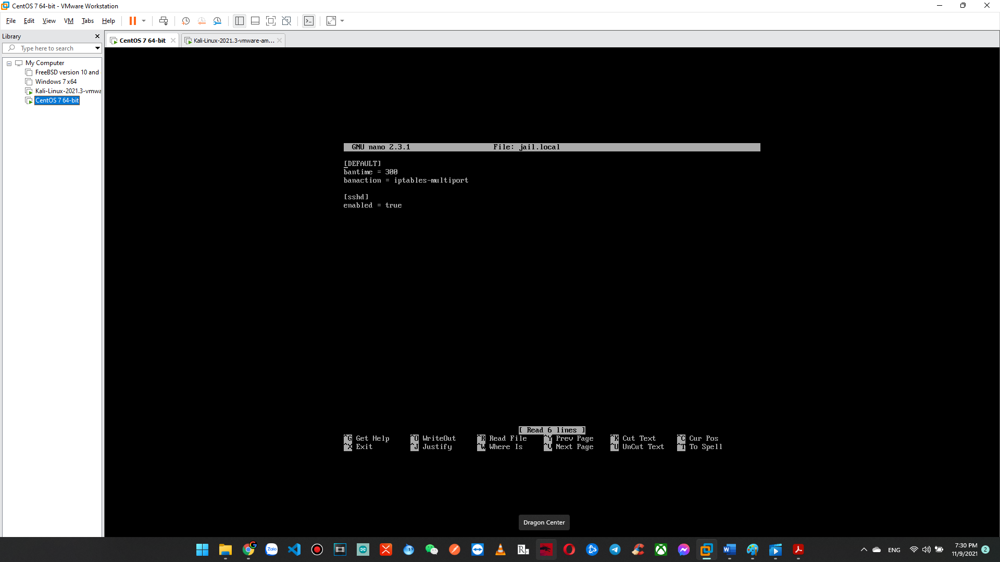 CentOS 7 64-bit - VMware Workstation
File Edit View VM Tabs Help
Library
Type here to search
My Computer
FreeBSD version 10 and
Windows 7 x64
Kali-Linux-2021.3-vmwa
CentOS 7 64-bit
CentOS 7 64-bit
Kali-Linux-2021.3-vmware-am...
GNU nano 2.3.1 File: jail.local
[DEFAULT]
bantime = 300
banaction = iptables-multiport
[sshd]
enabled = true
[ Read 6 lines ]
^G Get Help ^O WriteOut ^R Read File ^Y Prev Page ^K Cut Text ^C Cur Pos
^X Exit ^J Justify ^W Where Is ^V Next Page ^U UnCut Text ^T To Spell
Dragon Center
Zalo
ENG
7:30 PM
11/9/2021
2